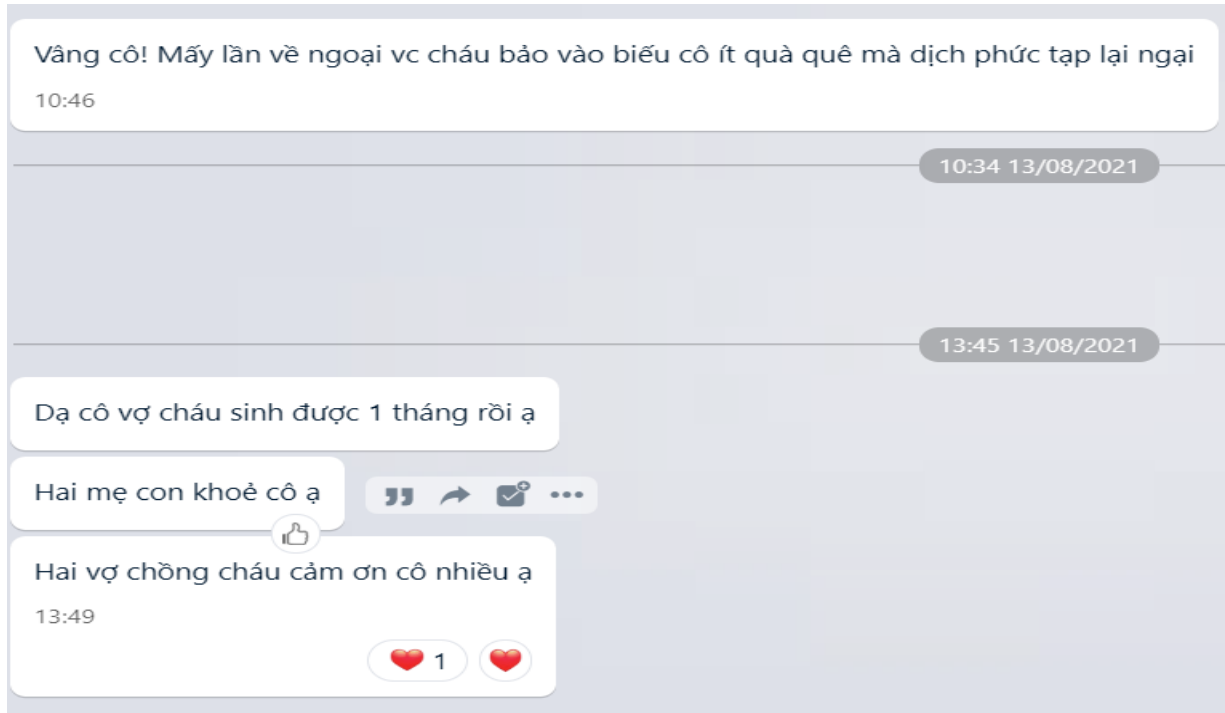 Vâng cô! Mấy lần về ngoại vc cháu bảo vào biếu cô ít quà quê mà dịch phức tạp lại ngại
10:46
10:34 13/08/2021
13:45 13/08/2021
Dạ cô vợ cháu sinh được 1 tháng rồi ạ
Hai mẹ con khoẻ cô ạ
Hai vợ chồng cháu cảm ơn cô nhiều ạ
13:49
1